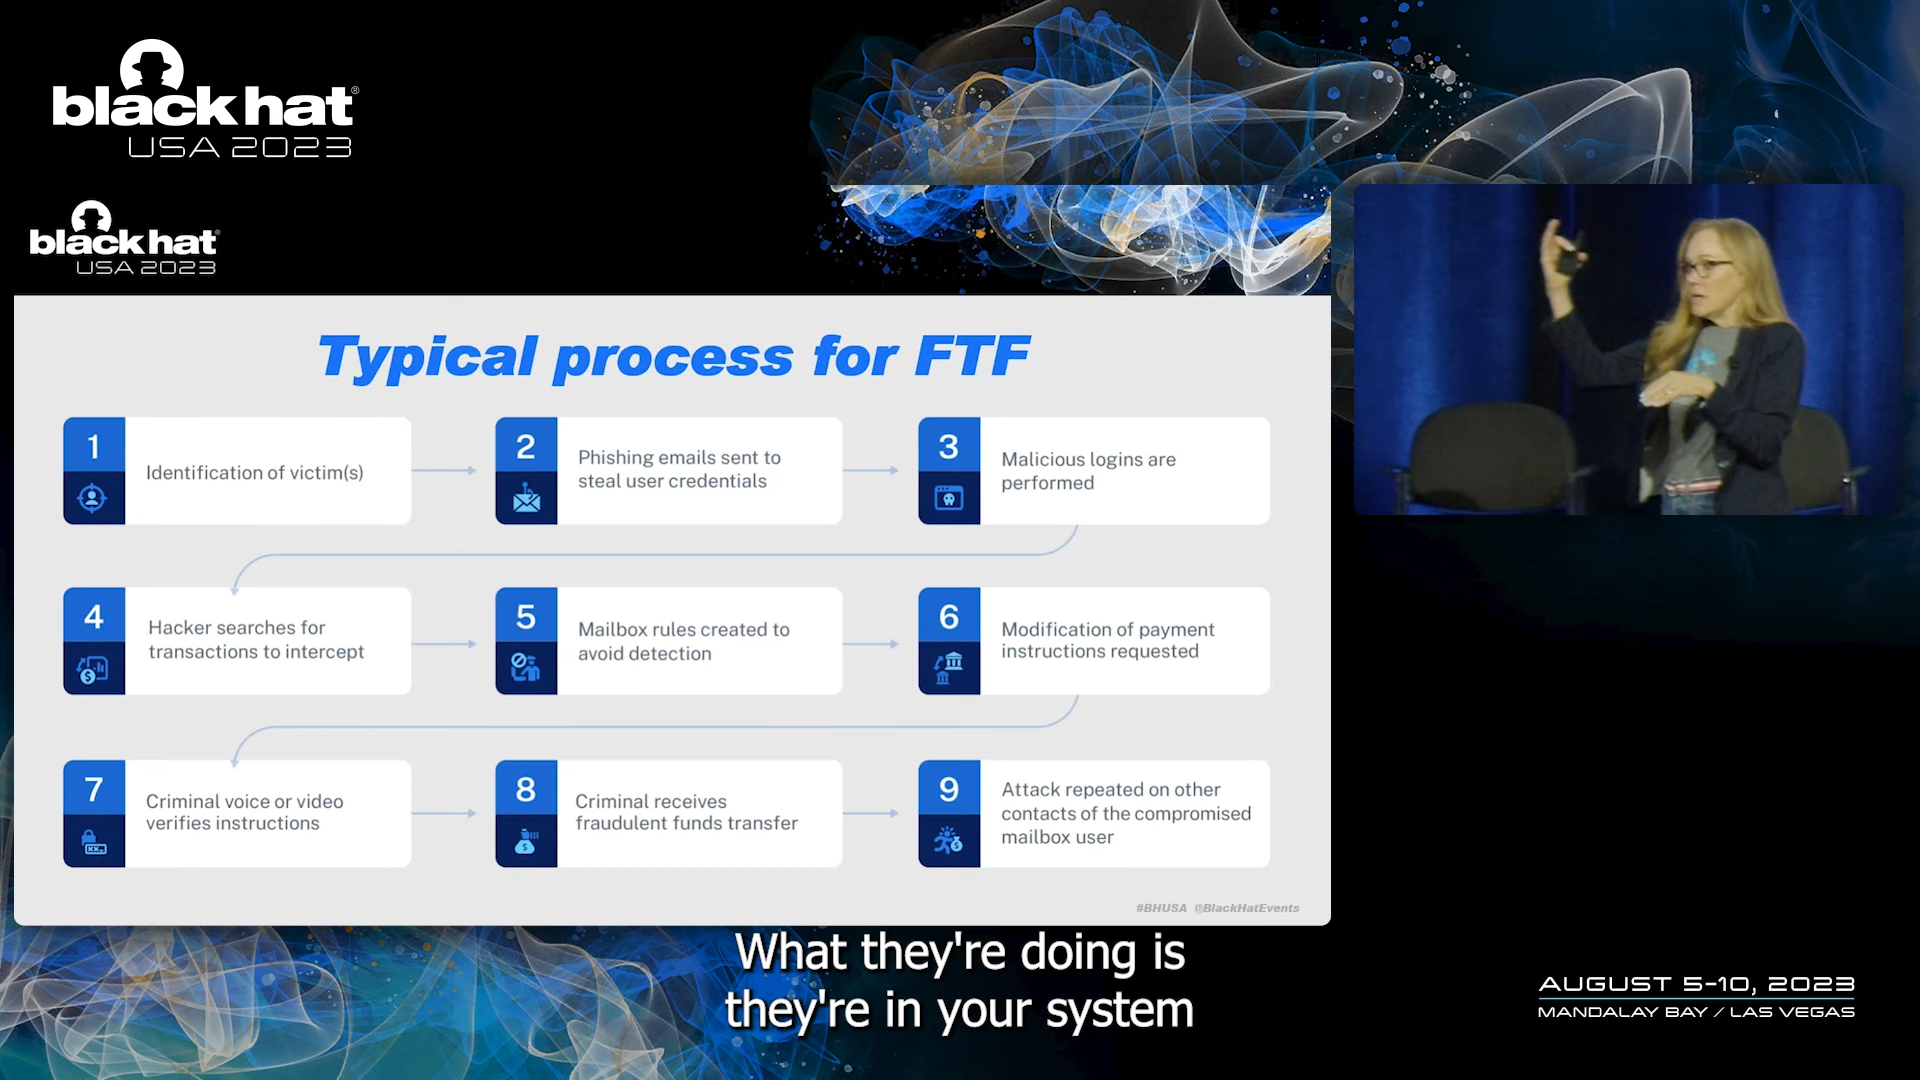 black hat®
USA 2023
black hat
USA 2023
Typical process for FTF
1
Identification of victim(s)
2
Phishing emails sent to
steal user credentials
3
Malicious logins are
performed
4
Hacker searches for
transactions to intercept
5
Mailbox rules created to
avoid detection
6
Modification of payment
instructions requested
7
Criminal voice or video
verifies instructions
8
Criminal receives
fraudulent funds transfer
9
Attack repeated on other
contacts of the compromised
mailbox user
#BHUSA @BlackHatEvents
What they're doing is
they're in your system
AUGUST 5-10, 2023
MANDALAY BAY / LAS VEGAS